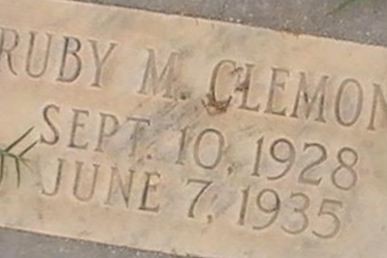 RUBY M. CLEMON
SEPT. 10, 1928
JUNE 7, 1935